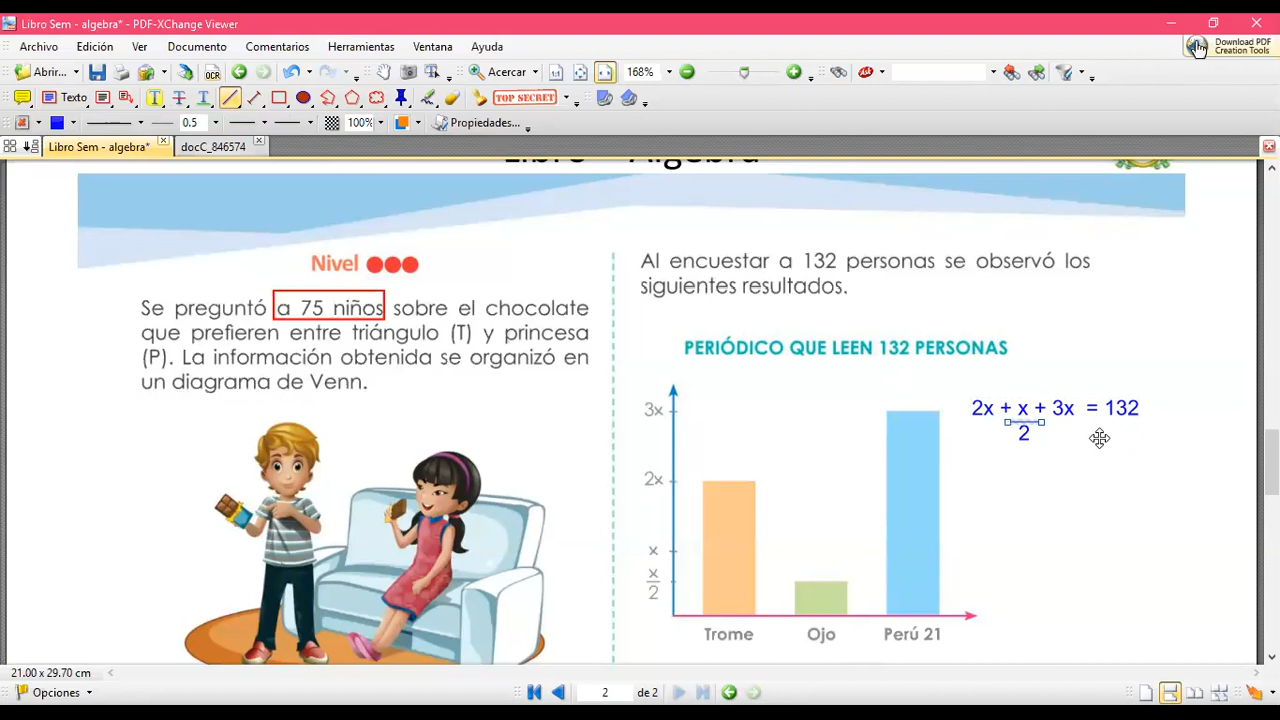 Libro Sem - algebra* - PDF-XChange Viewer
Archivo Edición Ver Documento Comentarios Herramientas Ventana Ayuda
Download PDF
Creation Tools
Abrir... OCR Acercar 168%
Texto TOP SECRET
0.5 100% Propiedades...
Libro Sem - algebra* docC_846574
Nivel
Se preguntó a 75 niños sobre el chocolate
que prefieren entre triángulo (T) y princesa
(P). La información obtenida se organizó en
un diagrama de Venn.
Al encuestar a 132 personas se observó los
siguientes resultados.
PERIÓDICO QUE LEEN 132 PERSONAS
3x
2x
x
x
2
Trome Ojo Perú 21
2x + x + 3x = 132
2
21.00 x 29.70 cm
Opciones 2 de 2